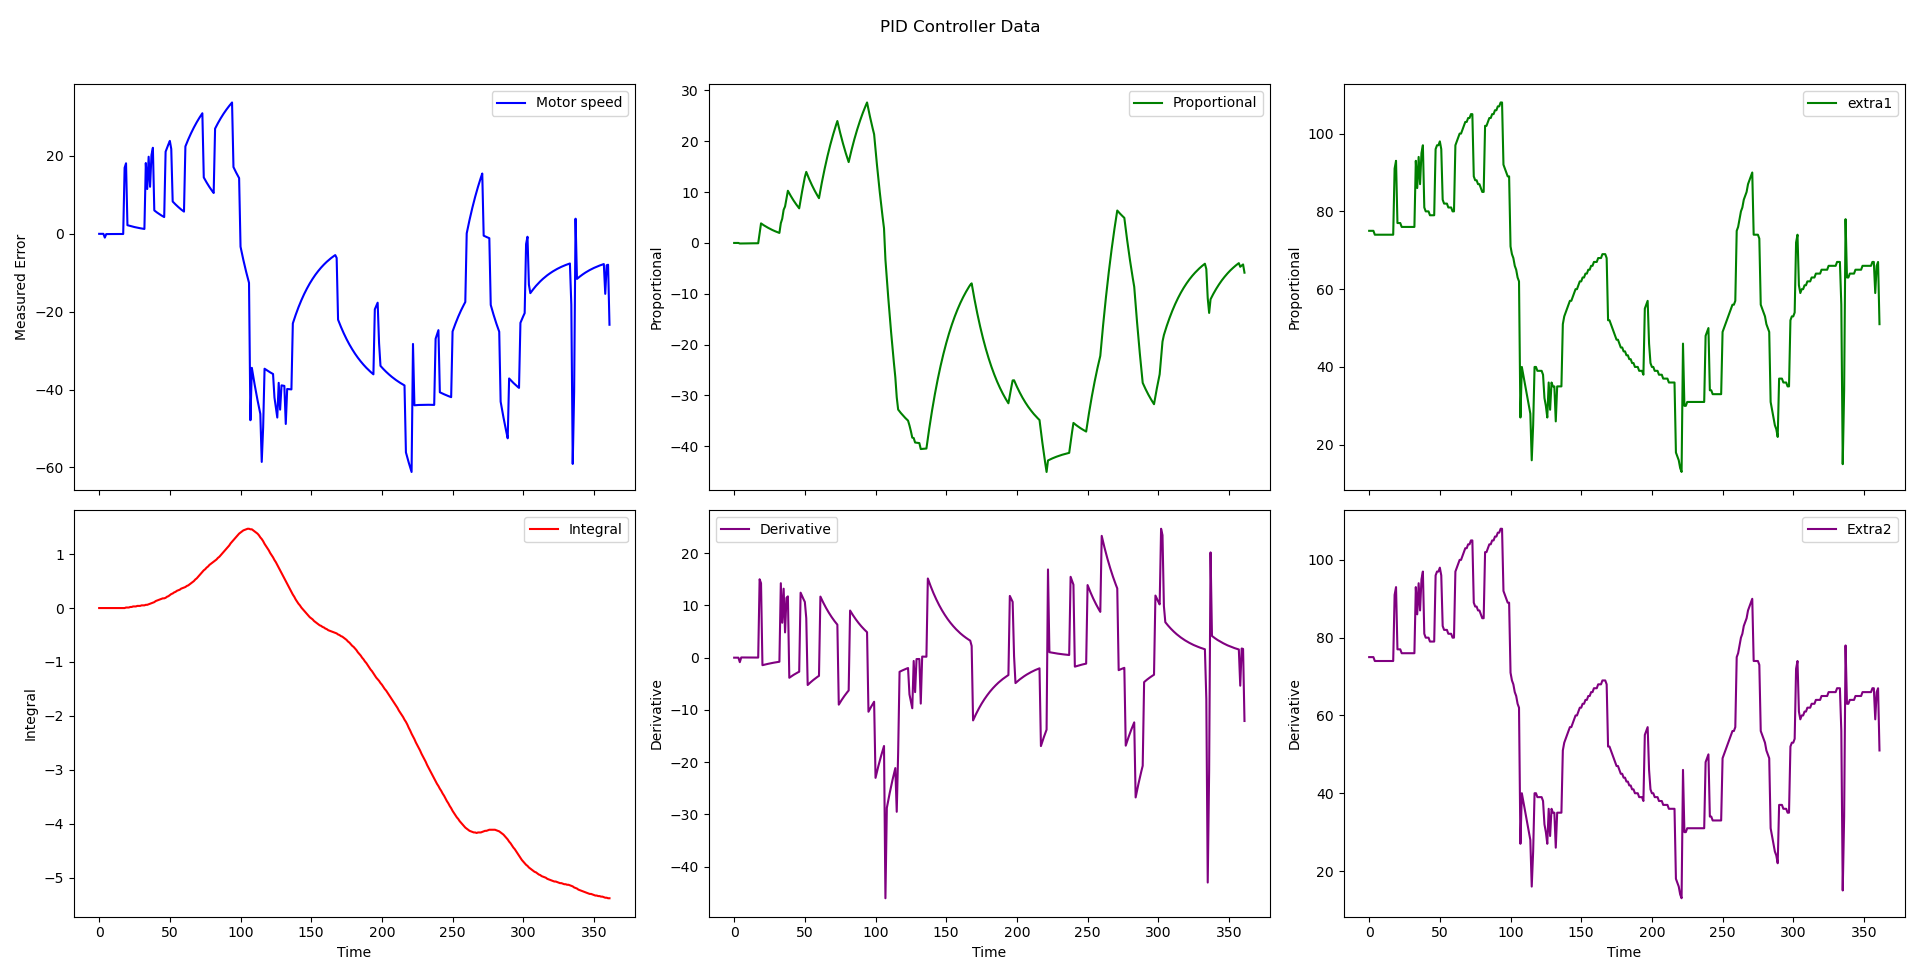 PID Controller Data
Measured Error
20
0
−20
−40
−60
Motor speed
Proportional
30
20
10
0
−10
−20
−30
−40
Proportional
Proportional
100
80
60
40
20
extra1
Integral
1
0
−1
−2
−3
−4
−5
Integral
0 50 100 150 200 250 300 350
Time
Derivative
20
10
0
−10
−20
−30
−40
Derivative
0 50 100 150 200 250 300 350
Time
Derivative
100
80
60
40
20
Extra2
0 50 100 150 200 250 300 350
Time